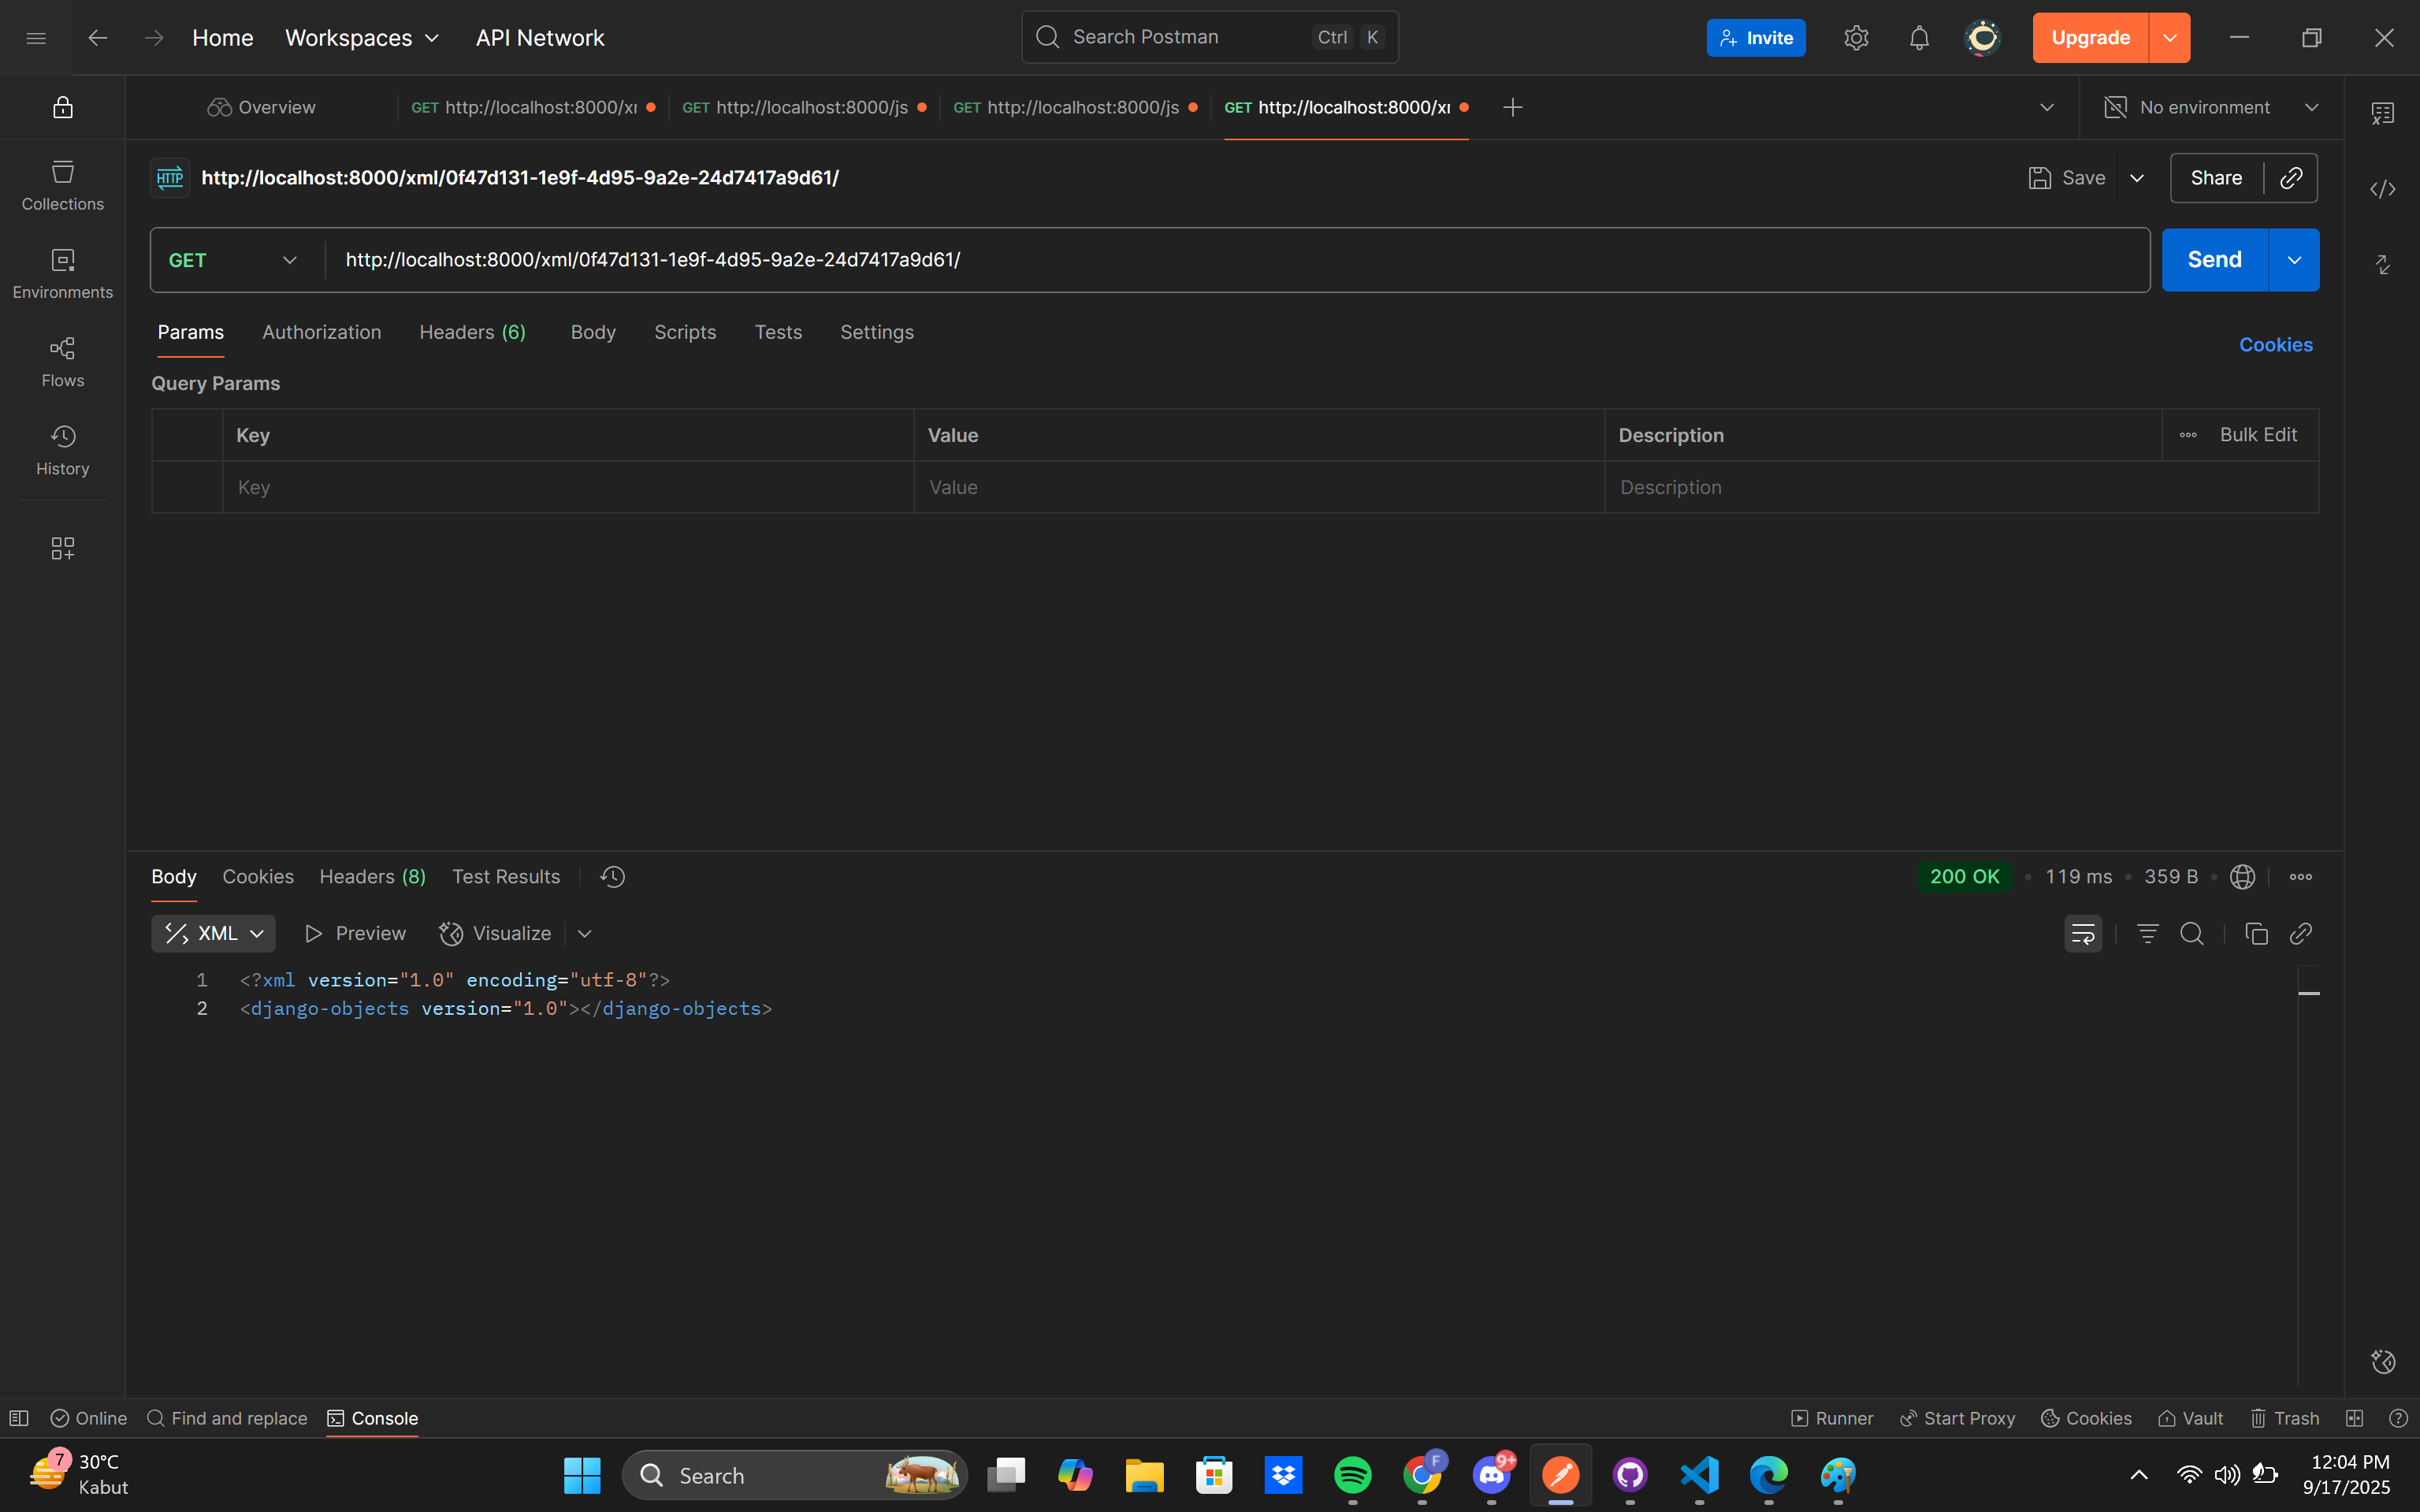 Home Workspaces API Network Search Postman Ctrl K Invite Upgrade
Overview GET http://localhost:8000/xı GET http://localhost:8000/js GET http://localhost:8000/js GET http://localhost:8000/xı No environment
HTTP http://localhost:8000/xml/0f47d131-1e9f-4d95-9a2e-24d7417a9d61/ Save Share
Collections
GET http://localhost:8000/xml/0f47d131-1e9f-4d95-9a2e-24d7417a9d61/ Send
Environments
Params Authorization Headers (6) Body Scripts Tests Settings Cookies
Flows
Query Params
Key Value Description Bulk Edit
History
Key Value Description
Body Cookies Headers (8) Test Results 200 OK 119 ms 359 B
XML Preview Visualize
1 <?xml version="1.0" encoding="utf-8"?>
2 <django-objects version="1.0"></django-objects>
Online Find and replace Console Runner Start Proxy Cookies Vault Trash
7 30°C Search F 9+ 12:04 PM
Kabut 9/17/2025